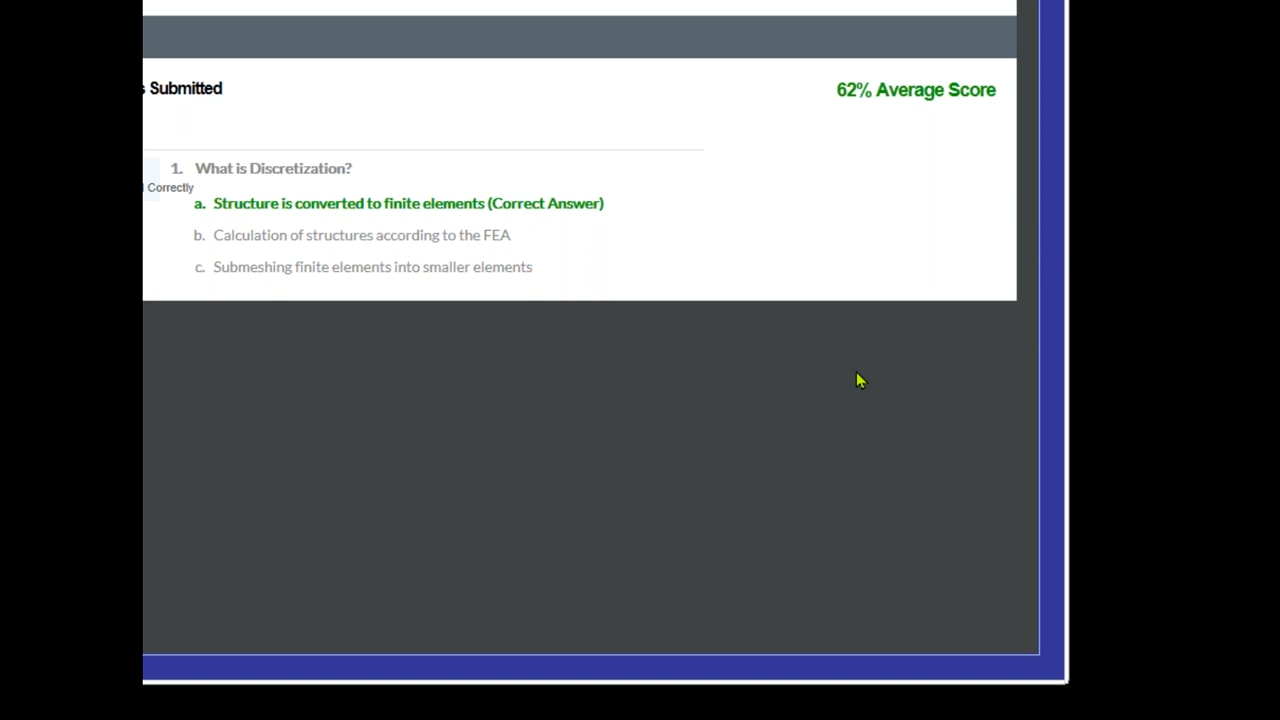 Submitted
62% Average Score
1. What is Discretization?
Correctly
a. Structure is converted to finite elements (Correct Answer)
b. Calculation of structures according to the FEA
c. Submeshing finite elements into smaller elements